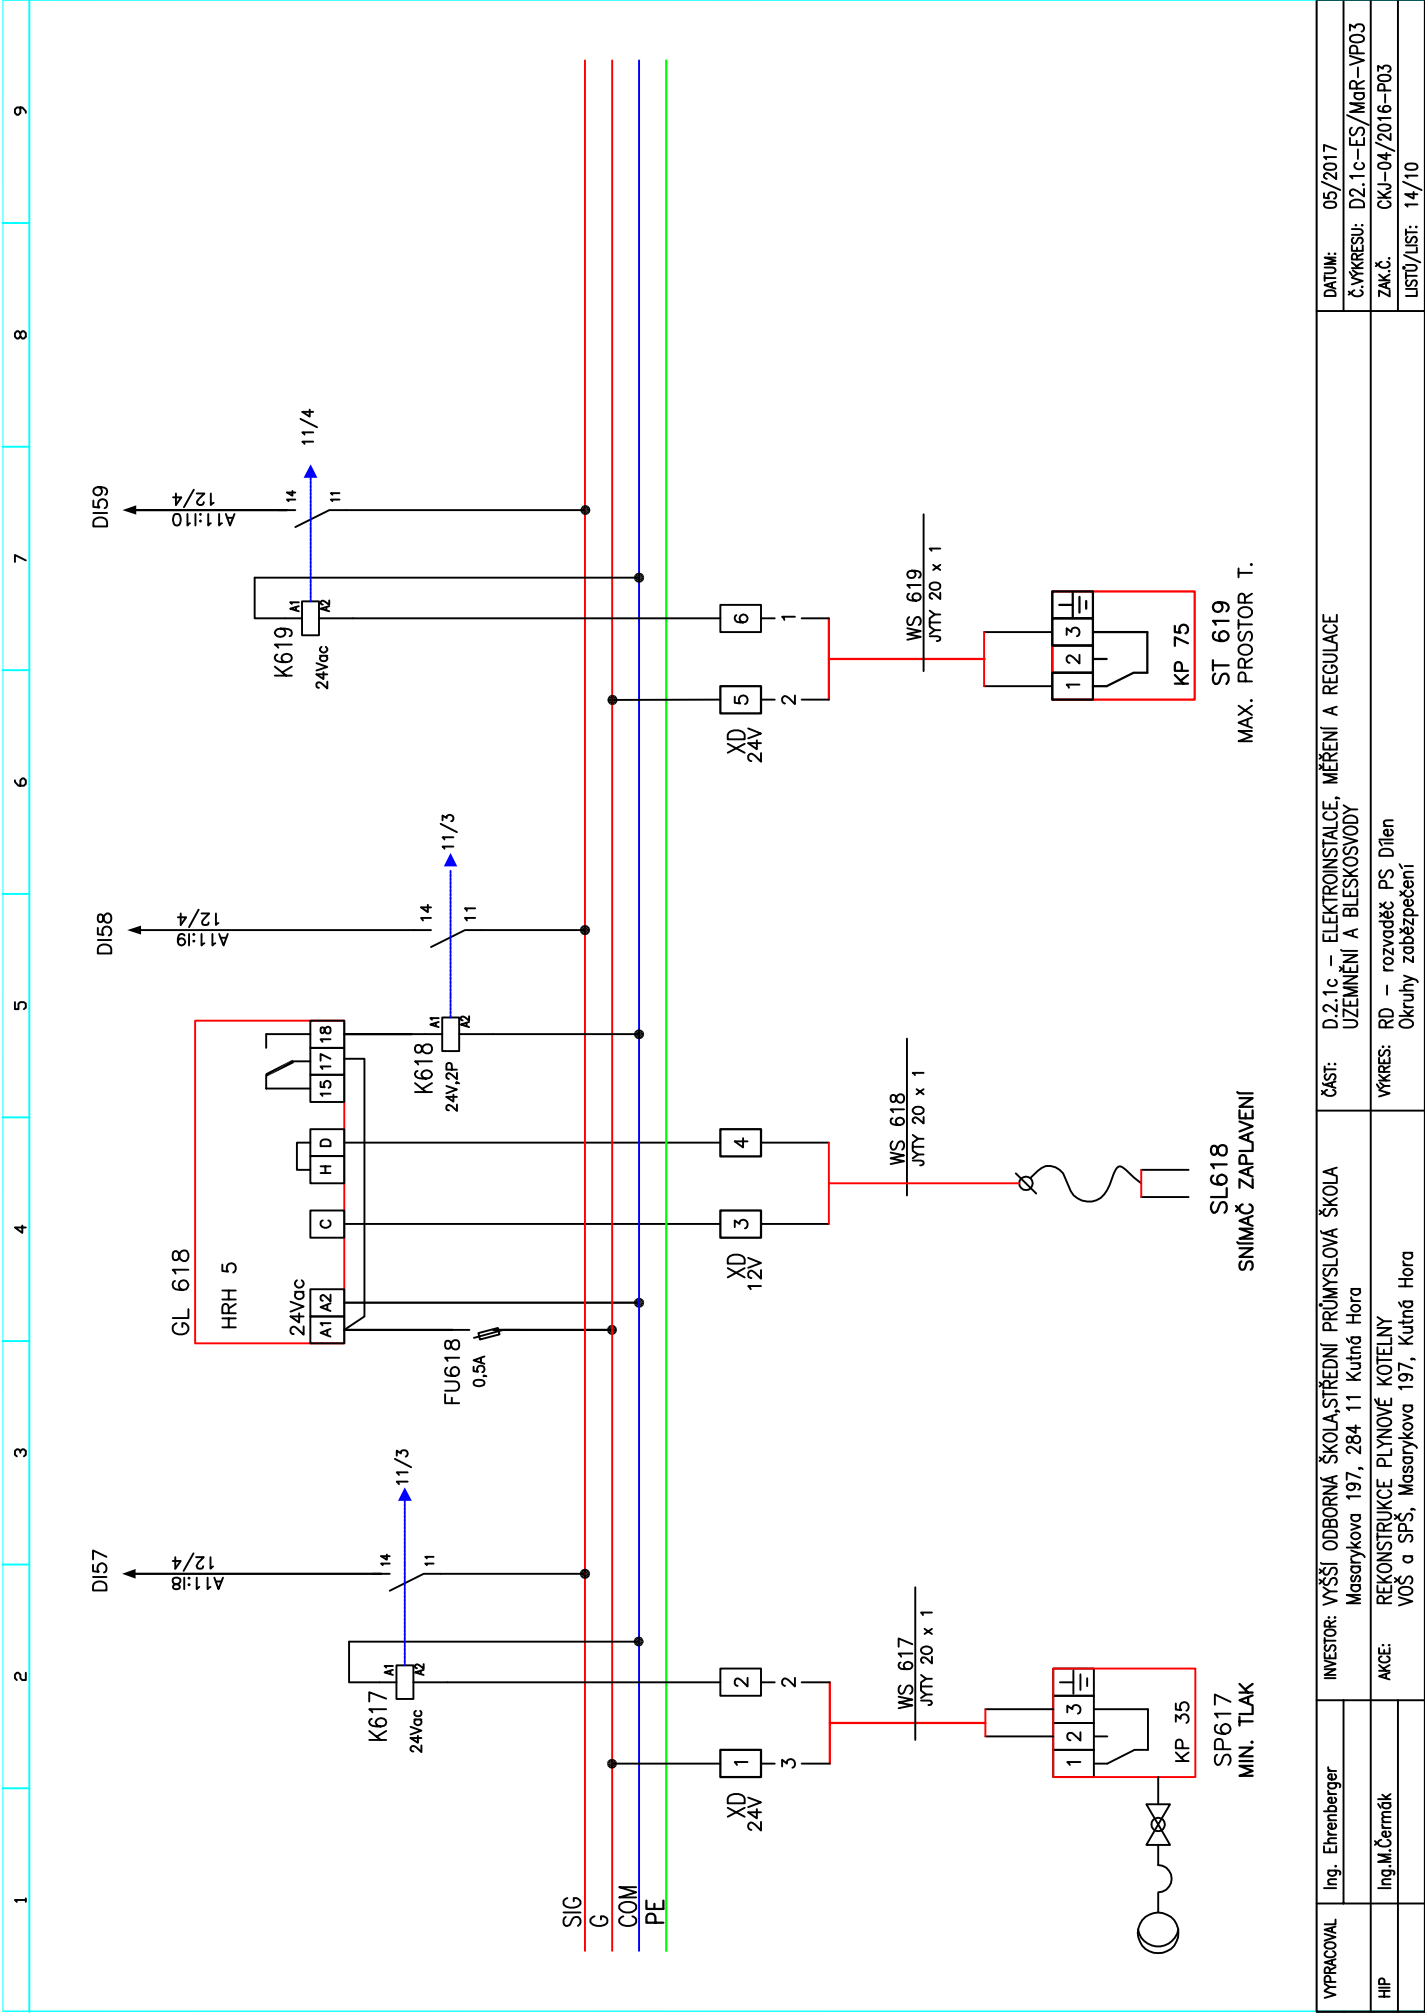 1 2 3 4 5 6 7 8 9
DI57
A11:I8
12/4
14
11
11/3
K617
A1
A2
24Vac
GL 618
HRH 5
24Vac
A1 A2 C H D 15 17 18
FU618
0,5A
K618
A1
A2
24V,2P
DI58
A11:I9
12/4
14
11
11/3
DI59
A11:I10
12/4
14
11
11/4
K619
A1
A2
24Vac
SIG
G
COM
PE
XD
24V
1 2
3 2
WS 617
JYTY 20 x 1
1 2 3
KP 35
SP617
MIN. TLAK
XD
12V
3 4
WS 618
JYTY 20 x 1
SL618
SNÍMAČ ZAPLAVENÍ
XD
24V
5 6
2 1
WS 619
JYTY 20 x 1
1 2 3
KP 75
ST 619
MAX. PROSTOR T.
VYPRACOVAL Ing. Ehrenberger
HIP Ing.M.Čermák
INVESTOR: VYŠŠÍ ODBORNÁ ŠKOLA,STŘEDNÍ PRŮMYSLOVÁ ŠKOLA
Masarykova 197, 284 11 Kutná Hora
AKCE: REKONSTRUKCE PLYNOVÉ KOTELNY
VOŠ a SPŠ, Masarykova 197, Kutná Hora
ČÁST: D.2.1c – ELEKTROINSTALCE, MĚŘENÍ A REGULACE
UZEMNĚNÍ A BLESKOSVODY
VÝKRES: RD – rozvaděč PS Dílen
Okruhy zabězpečení
DATUM: 05/2017
Č.VÝKRESU: D2.1c–ES/MaR–VP03
ZAK.Č. CKJ–04/2016–P03
LISTŮ/LIST: 14/10